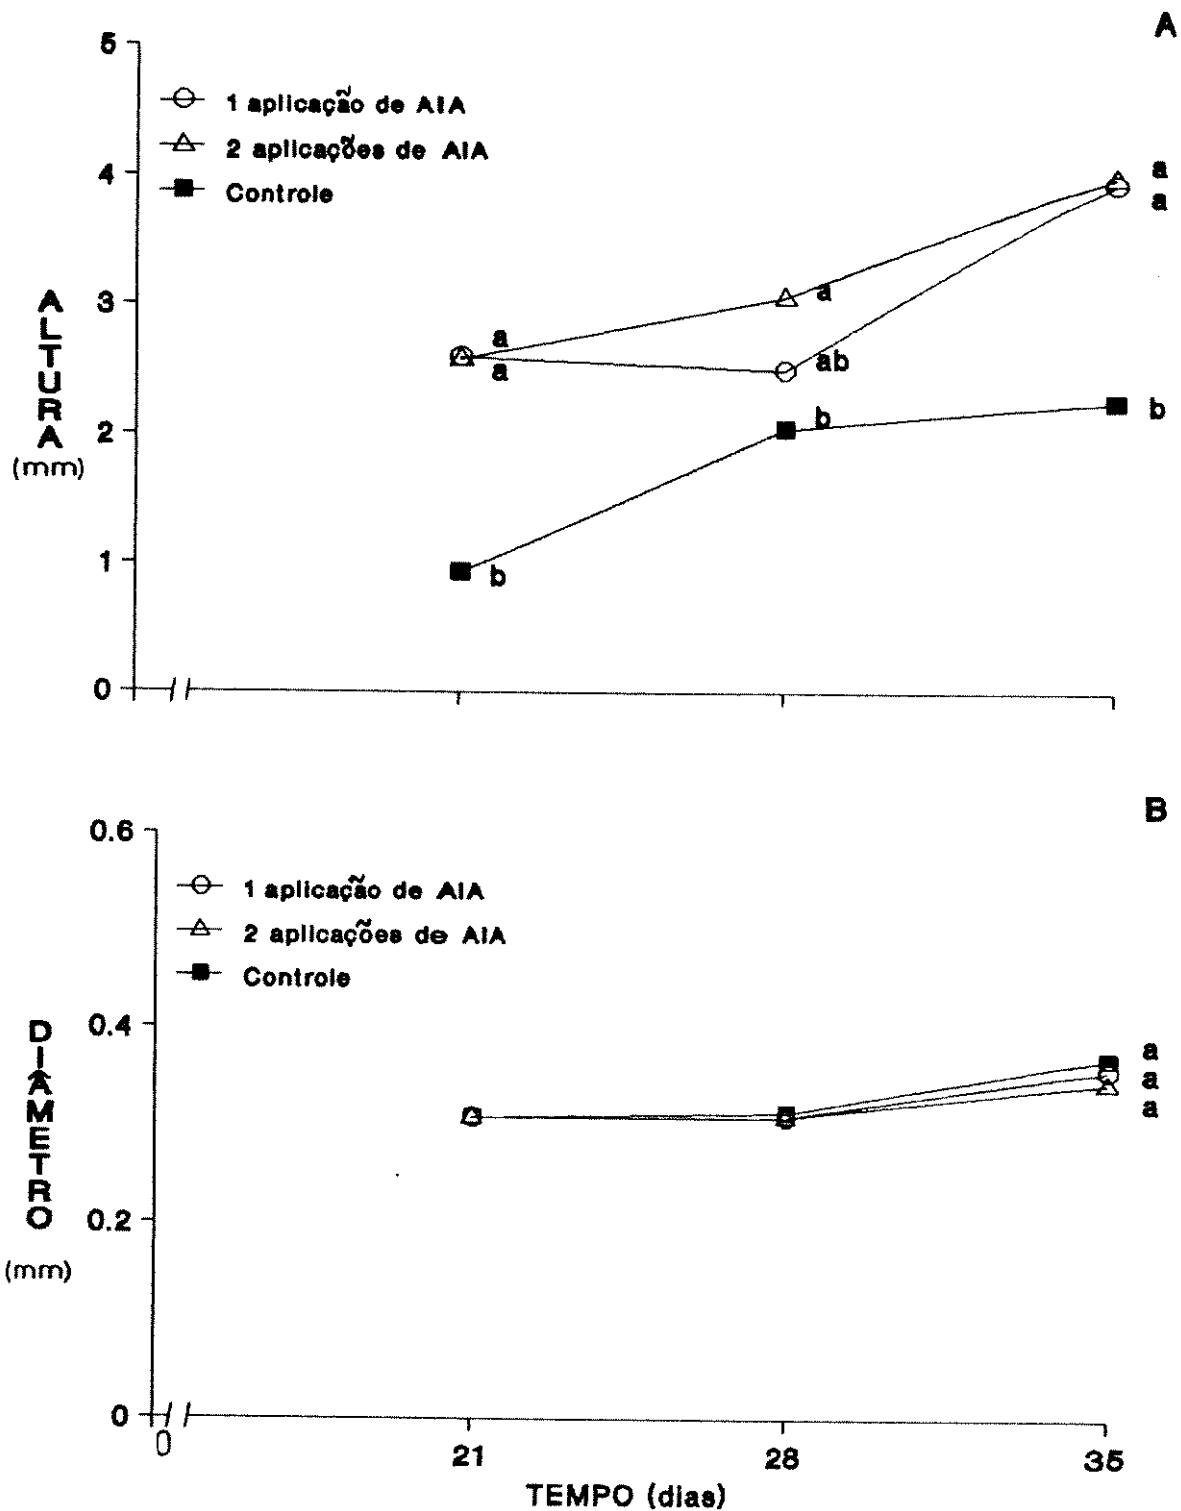 A
5
1 aplicação de AIA
2 aplicações de AIA
Controle
4
3
2
1
0
ALTURA
(mm)
a
a
a
ab
b
b
a
a
b
B
0.6
1 aplicação de AIA
2 aplicações de AIA
Controle
0.4
0.2
0
DIÂMETRO
(mm)
a
a
a
0
21
28
35
TEMPO (dias)